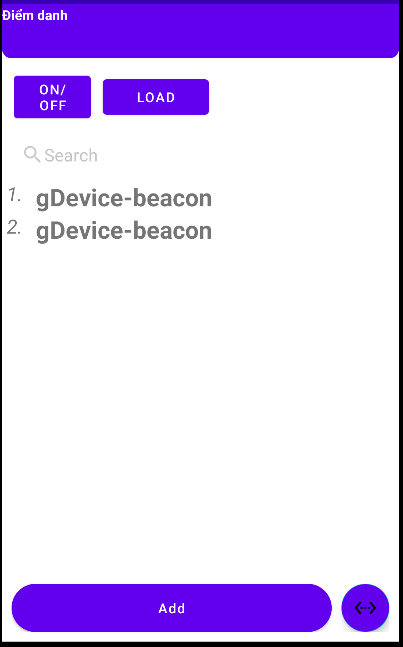 Điểm danh
ON/
OFF
LOAD
Search
1. gDevice-beacon
2. gDevice-beacon
Add